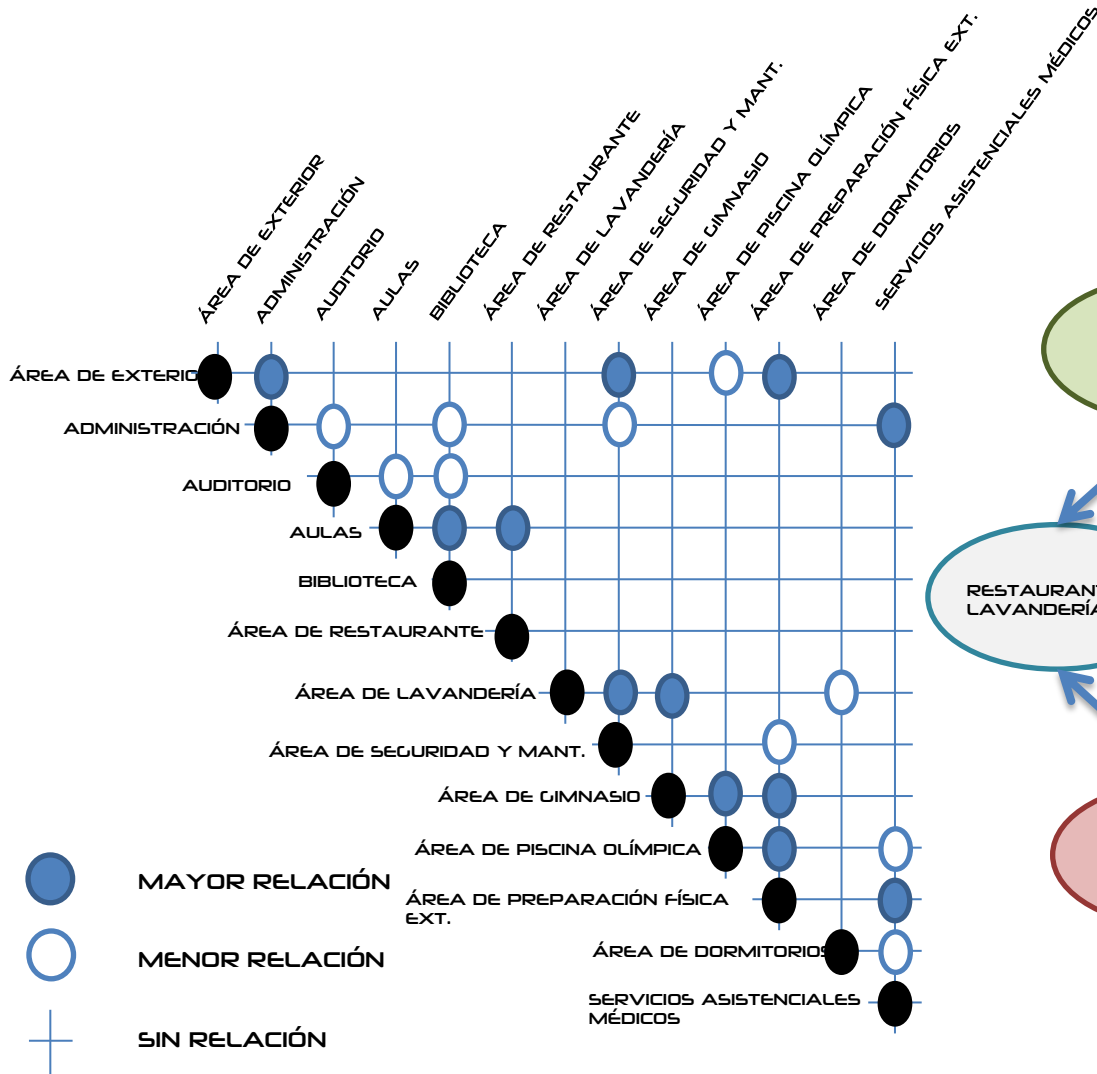 ÁREA DE EXTERIOR
ADMINISTRACIÓN
AUDITORIO
AULAS
BIBLIOTECA
ÁREA DE RESTAURANTE
ÁREA DE LAVANDERÍA
ÁREA DE SEGURIDAD Y MANT.
ÁREA DE GIMNASIO
ÁREA DE PISCINA OLÍMPICA
ÁREA DE PREPARACIÓN FÍSICA EXT.
ÁREA DE DORMITORIOS
SERVICIOS ASISTENCIALES MÉDICOS
ÁREA DE EXTERIO
ADMINISTRACIÓN
AUDITORIO
AULAS
BIBLIOTECA
ÁREA DE RESTAURANTE
ÁREA DE LAVANDERÍA
ÁREA DE SEGURIDAD Y MANT.
ÁREA DE GIMNASIO
ÁREA DE PISCINA OLÍMPICA
ÁREA DE PREPARACIÓN FÍSICA
EXT.
ÁREA DE DORMITORIOS
SERVICIOS ASISTENCIALES
MÉDICOS
MAYOR RELACIÓN
MENOR RELACIÓN
SIN RELACIÓN
RESTAURANT
LAVANDERÍA